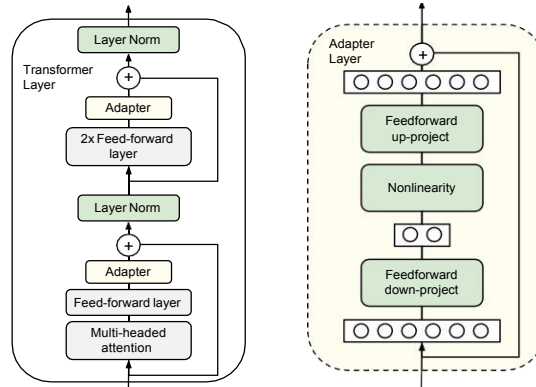 Layer Norm
Transformer
Layer
+
Adapter
2x Feed-forward
layer
Layer Norm
+
Adapter
Feed-forward layer
Multi-headed
attention
Adapter
Layer
+
Feedforward
up-project
Nonlinearity
Feedforward
down-project